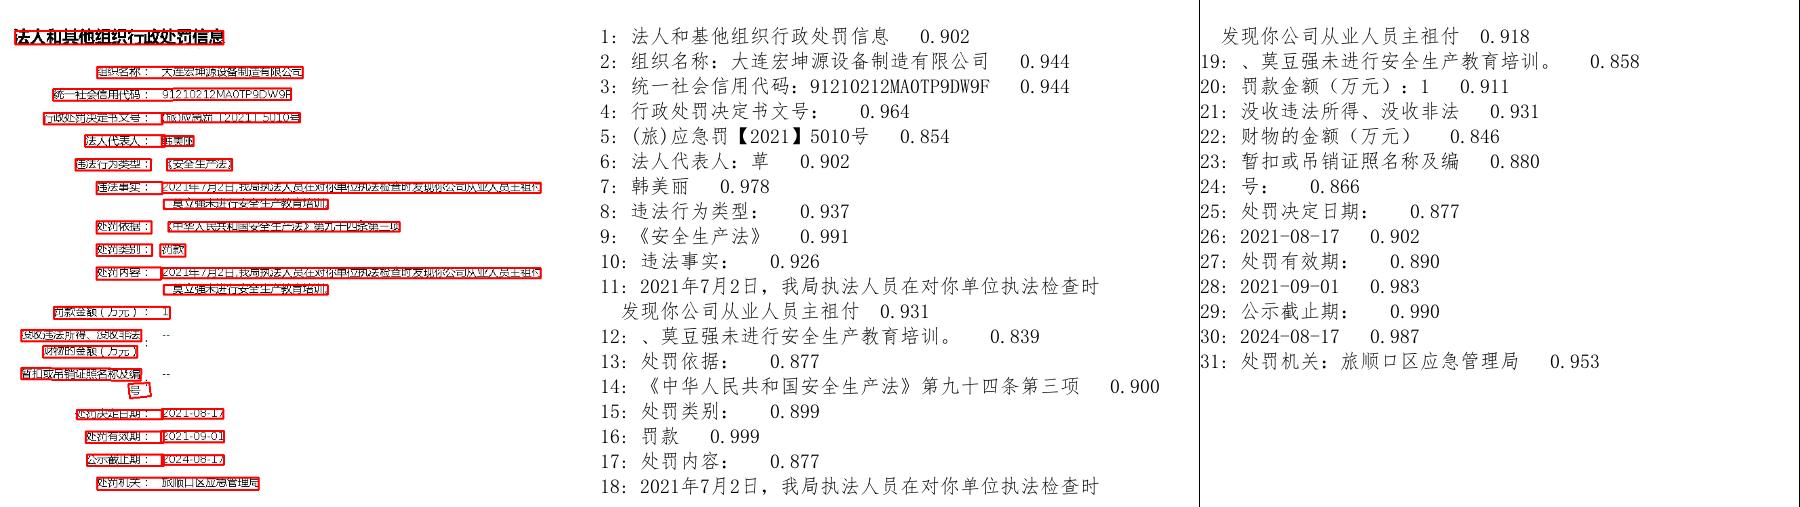 法人和其他组织行政处罚信息
组织名称： 大连宏坤源设备制造有限公司
统一社会信用代码： 91210212MA0TP9DW9F
行政处罚决定书文号： (旅)应急罚【2021】5010号
法人代表人： 韩美丽
违法行为类型： 《安全生产法》
违法事实： 2021年7月2日,我局执法人员在对你单位执法检查时发现你公司从业人员主祖付
、莫立强未进行安全生产教育培训。
处罚依据： 《中华人民共和国安全生产法》第九十四条第三项
处罚类别： 罚款
处罚内容： 2021年7月2日,我局执法人员在对你单位执法检查时发现你公司从业人员主祖付
、莫立强未进行安全生产教育培训。
罚款金额（万元）： 1
没收违法所得、没收非法
财物的金额（万元）： --
暂扣或吊销证照名称及编
号： --
处罚决定日期： 2021-08-17
处罚有效期： 2021-09-01
公示截止期： 2024-08-17
处罚机关： 旅顺口区应急管理局
1: 法人和基他组织行政处罚信息 0.902
2: 组织名称：大连宏坤源设备制造有限公司 0.944
3: 统一社会信用代码：91210212MA0TP9DW9F 0.944
4: 行政处罚决定书文号： 0.964
5: (旅)应急罚【2021】5010号 0.854
6: 法人代表人：草 0.902
7: 韩美丽 0.978
8: 违法行为类型： 0.937
9: 《安全生产法》 0.991
10: 违法事实： 0.926
11: 2021年7月2日，我局执法人员在对你单位执法检查时
发现你公司从业人员主祖付 0.931
12: 、莫豆强未进行安全生产教育培训。 0.839
13: 处罚依据： 0.877
14: 《中华人民共和国安全生产法》第九十四条第三项 0.900
15: 处罚类别： 0.899
16: 罚款 0.999
17: 处罚内容： 0.877
18: 2021年7月2日，我局执法人员在对你单位执法检查时
发现你公司从业人员主祖付 0.918
19: 、莫豆强未进行安全生产教育培训。 0.858
20: 罚款金额（万元）：1 0.911
21: 没收违法所得、没收非法 0.931
22: 财物的金额（万元） 0.846
23: 暂扣或吊销证照名称及编 0.880
24: 号： 0.866
25: 处罚决定日期： 0.877
26: 2021-08-17 0.902
27: 处罚有效期： 0.890
28: 2021-09-01 0.983
29: 公示截止期： 0.990
30: 2024-08-17 0.987
31: 处罚机关：旅顺口区应急管理局 0.953